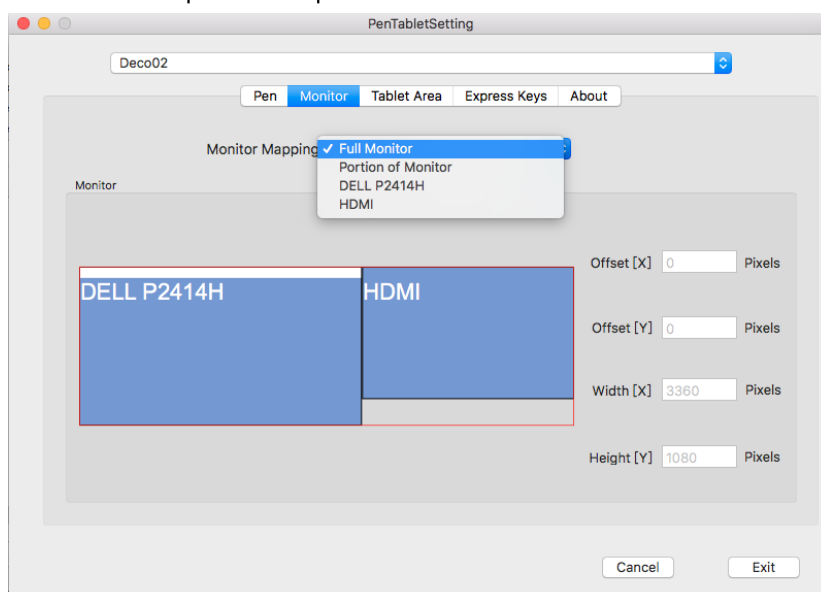 PenTabletSetting
Deco02
Pen Monitor Tablet Area Express Keys About
Monitor Mapping ✓ Full Monitor
Portion of Monitor
DELL P2414H
HDMI
Monitor
DELL P2414H HDMI
Offset [X] 0 Pixels
Offset [Y] 0 Pixels
Width [X] 3360 Pixels
Height [Y] 1080 Pixels
Cancel Exit